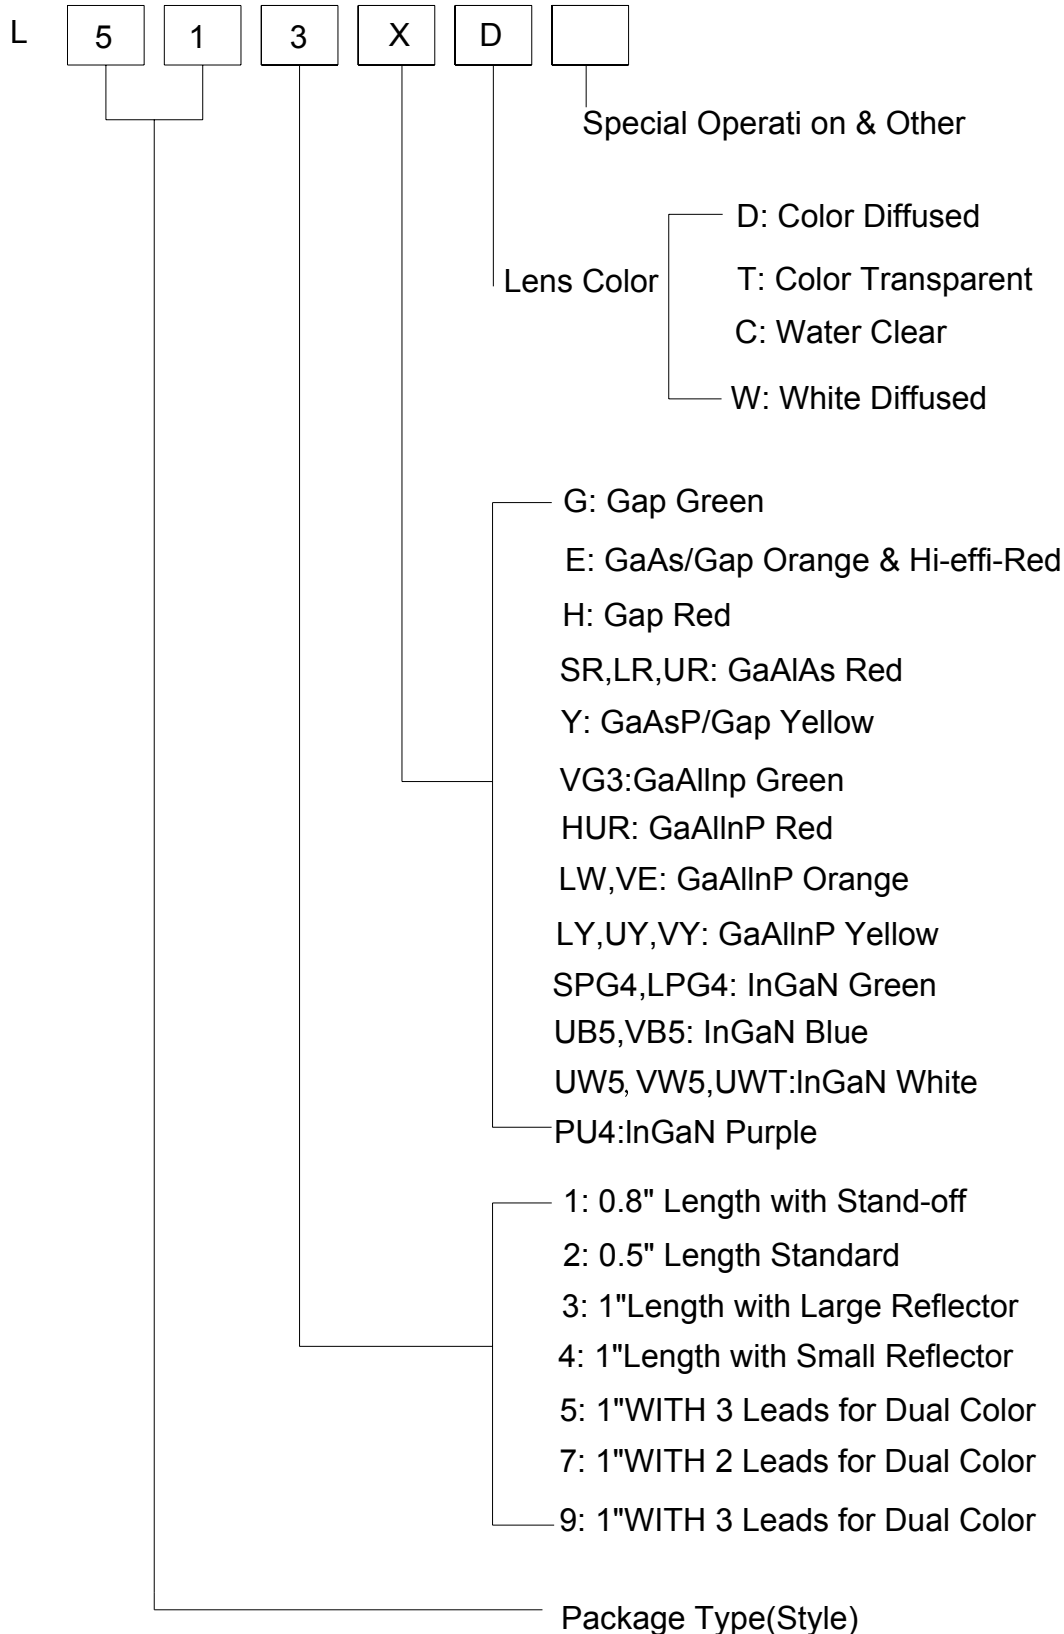 L 5 1 3 X D
Special Operati on & Other
D: Color Diffused
Lens Color
T: Color Transparent
C: Water Clear
W: White Diffused
G: Gap Green
E: GaAs/Gap Orange & Hi-effi-Red
H: Gap Red
SR,LR,UR: GaAlAs Red
Y: GaAsP/Gap Yellow
VG3:GaAlInp Green
HUR: GaAlInP Red
LW,VE: GaAlInP Orange
LY,UY,VY: GaAlInP Yellow
SPG4,LPG4: InGaN Green
UB5,VB5: InGaN Blue
UW5, VW5,UWT:InGaN White
PU4:InGaN Purple
1: 0.8" Length with Stand-off
2: 0.5" Length Standard
3: 1"Length with Large Reflector
4: 1"Length with Small Reflector
5: 1"WITH 3 Leads for Dual Color
7: 1"WITH 2 Leads for Dual Color
9: 1"WITH 3 Leads for Dual Color
Package Type(Style)